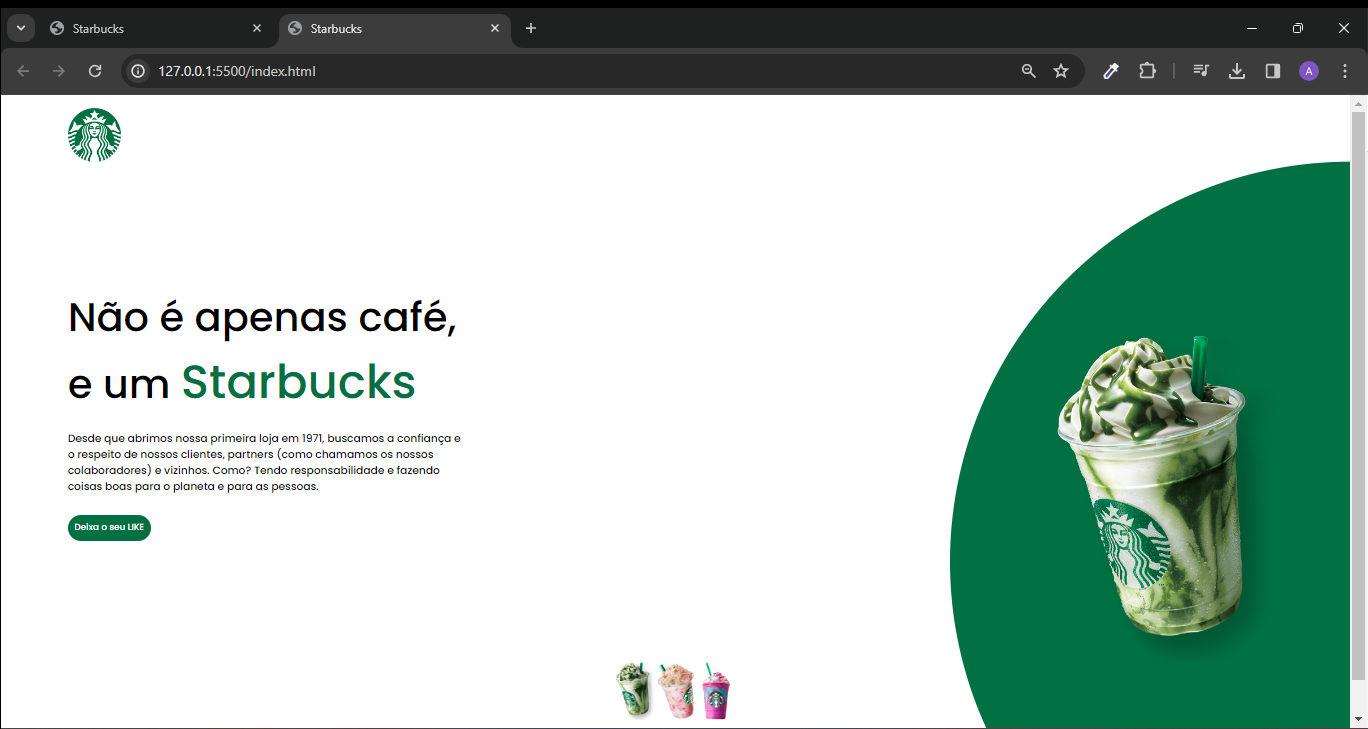 Starbucks
Starbucks
127.0.0.1:5500/index.html
A
Não é apenas café,
e um Starbucks
Desde que abrimos nossa primeira loja em 1971, buscamos a confiança e
o respeito de nossos clientes, partners (como chamamos os nossos
colaboradores) e vizinhos. Como? Tendo responsabilidade e fazendo
coisas boas para o planeta e para as pessoas.
Deixa o seu LIKE